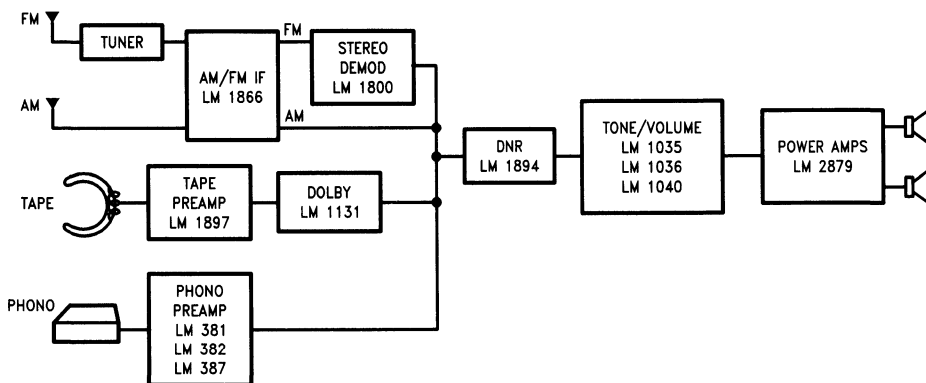 FM
TUNER
AM/FM IF
LM 1866
FM
STEREO
DEMOD
LM 1800
AM
AM
TAPE
TAPE
PREAMP
LM 1897
DOLBY
LM 1131
PHONO
PHONO
PREAMP
LM 381
LM 382
LM 387
DNR
LM 1894
TONE/VOLUME
LM 1035
LM 1036
LM 1040
POWER AMPS
LM 2879